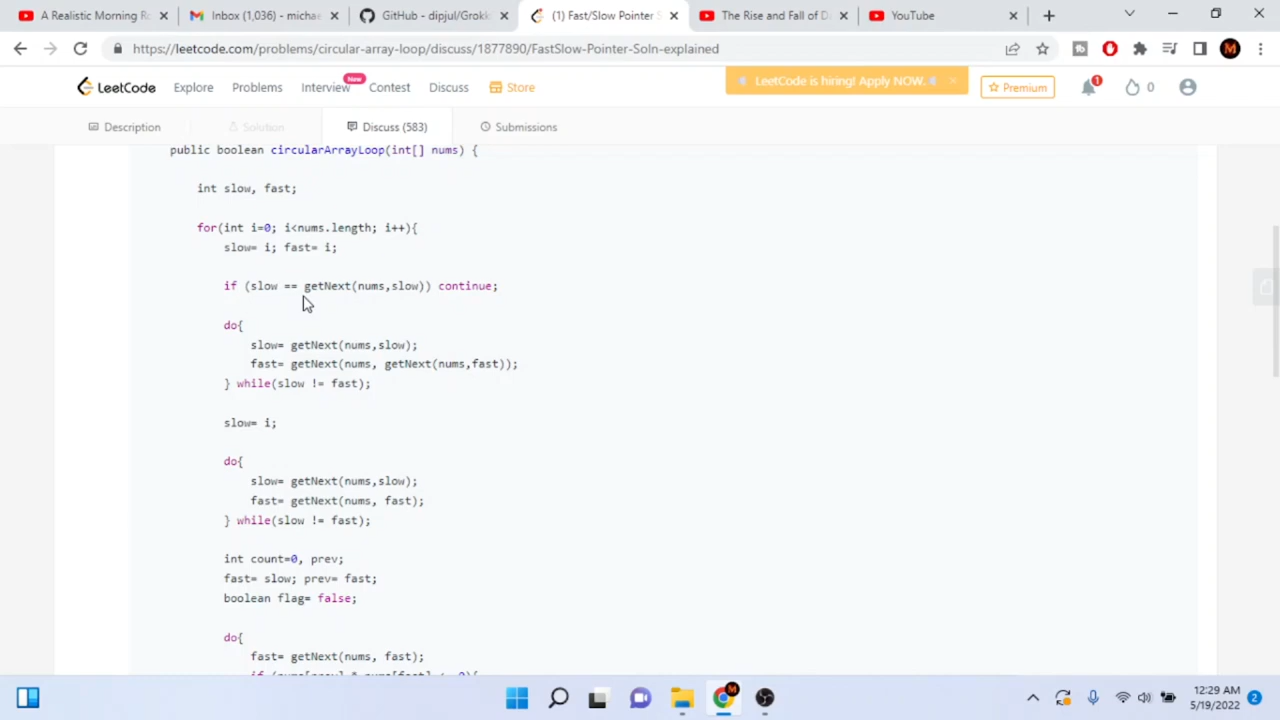 A Realistic Morning Ro
Inbox (1,036) - michae
GitHub - dipjul/Grokk
(1) Fast/Slow Pointer S
The Rise and Fall of D
YouTube
https://leetcode.com/problems/circular-array-loop/discuss/1877890/FastSlow-Pointer-Soln-explained
M
LeetCode
Explore
Problems
Interview
New
Contest
Discuss
Store
LeetCode is hiring! Apply NOW.
Premium
1
0
Description
Solution
Discuss (583)
Submissions
public boolean circularArrayLoop(int[] nums) {
int slow, fast;
for(int i=0; i<nums.length; i++){
slow= i; fast= i;
if (slow == getNext(nums,slow)) continue;
do{
slow= getNext(nums,slow);
fast= getNext(nums, getNext(nums,fast));
} while(slow != fast);
slow= i;
do{
slow= getNext(nums,slow);
fast= getNext(nums, fast);
} while(slow != fast);
int count=0, prev;
fast= slow; prev= fast;
boolean flag= false;
do{
fast= getNext(nums, fast);
12:29 AM
5/19/2022
2